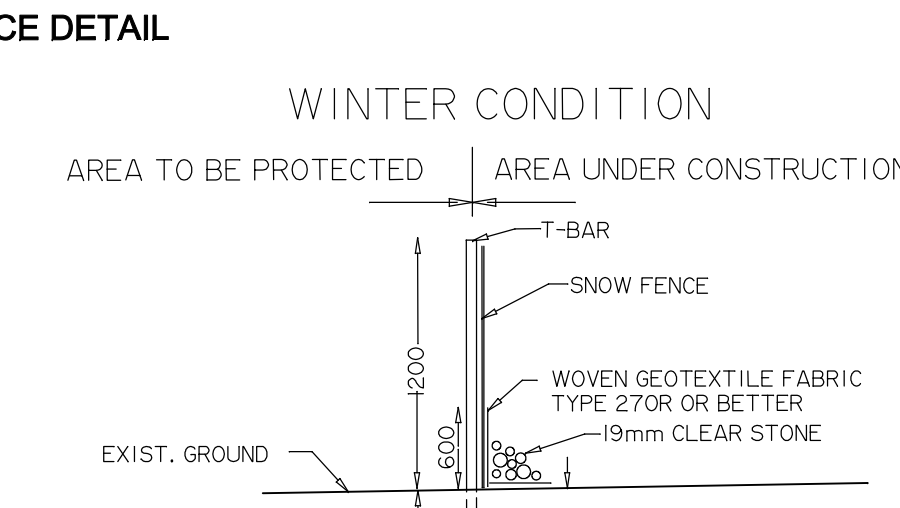 CE DETAIL
WINTER CONDITION
AREA TO BE PROTECTED
AREA UNDER CONSTRUCTION
T-BAR
SNOW FENCE
1200
WOVEN GEOTEXTILE FABRIC
TYPE 270R OR BETTER
600
19mm CLEAR STONE
EXIST. GROUND